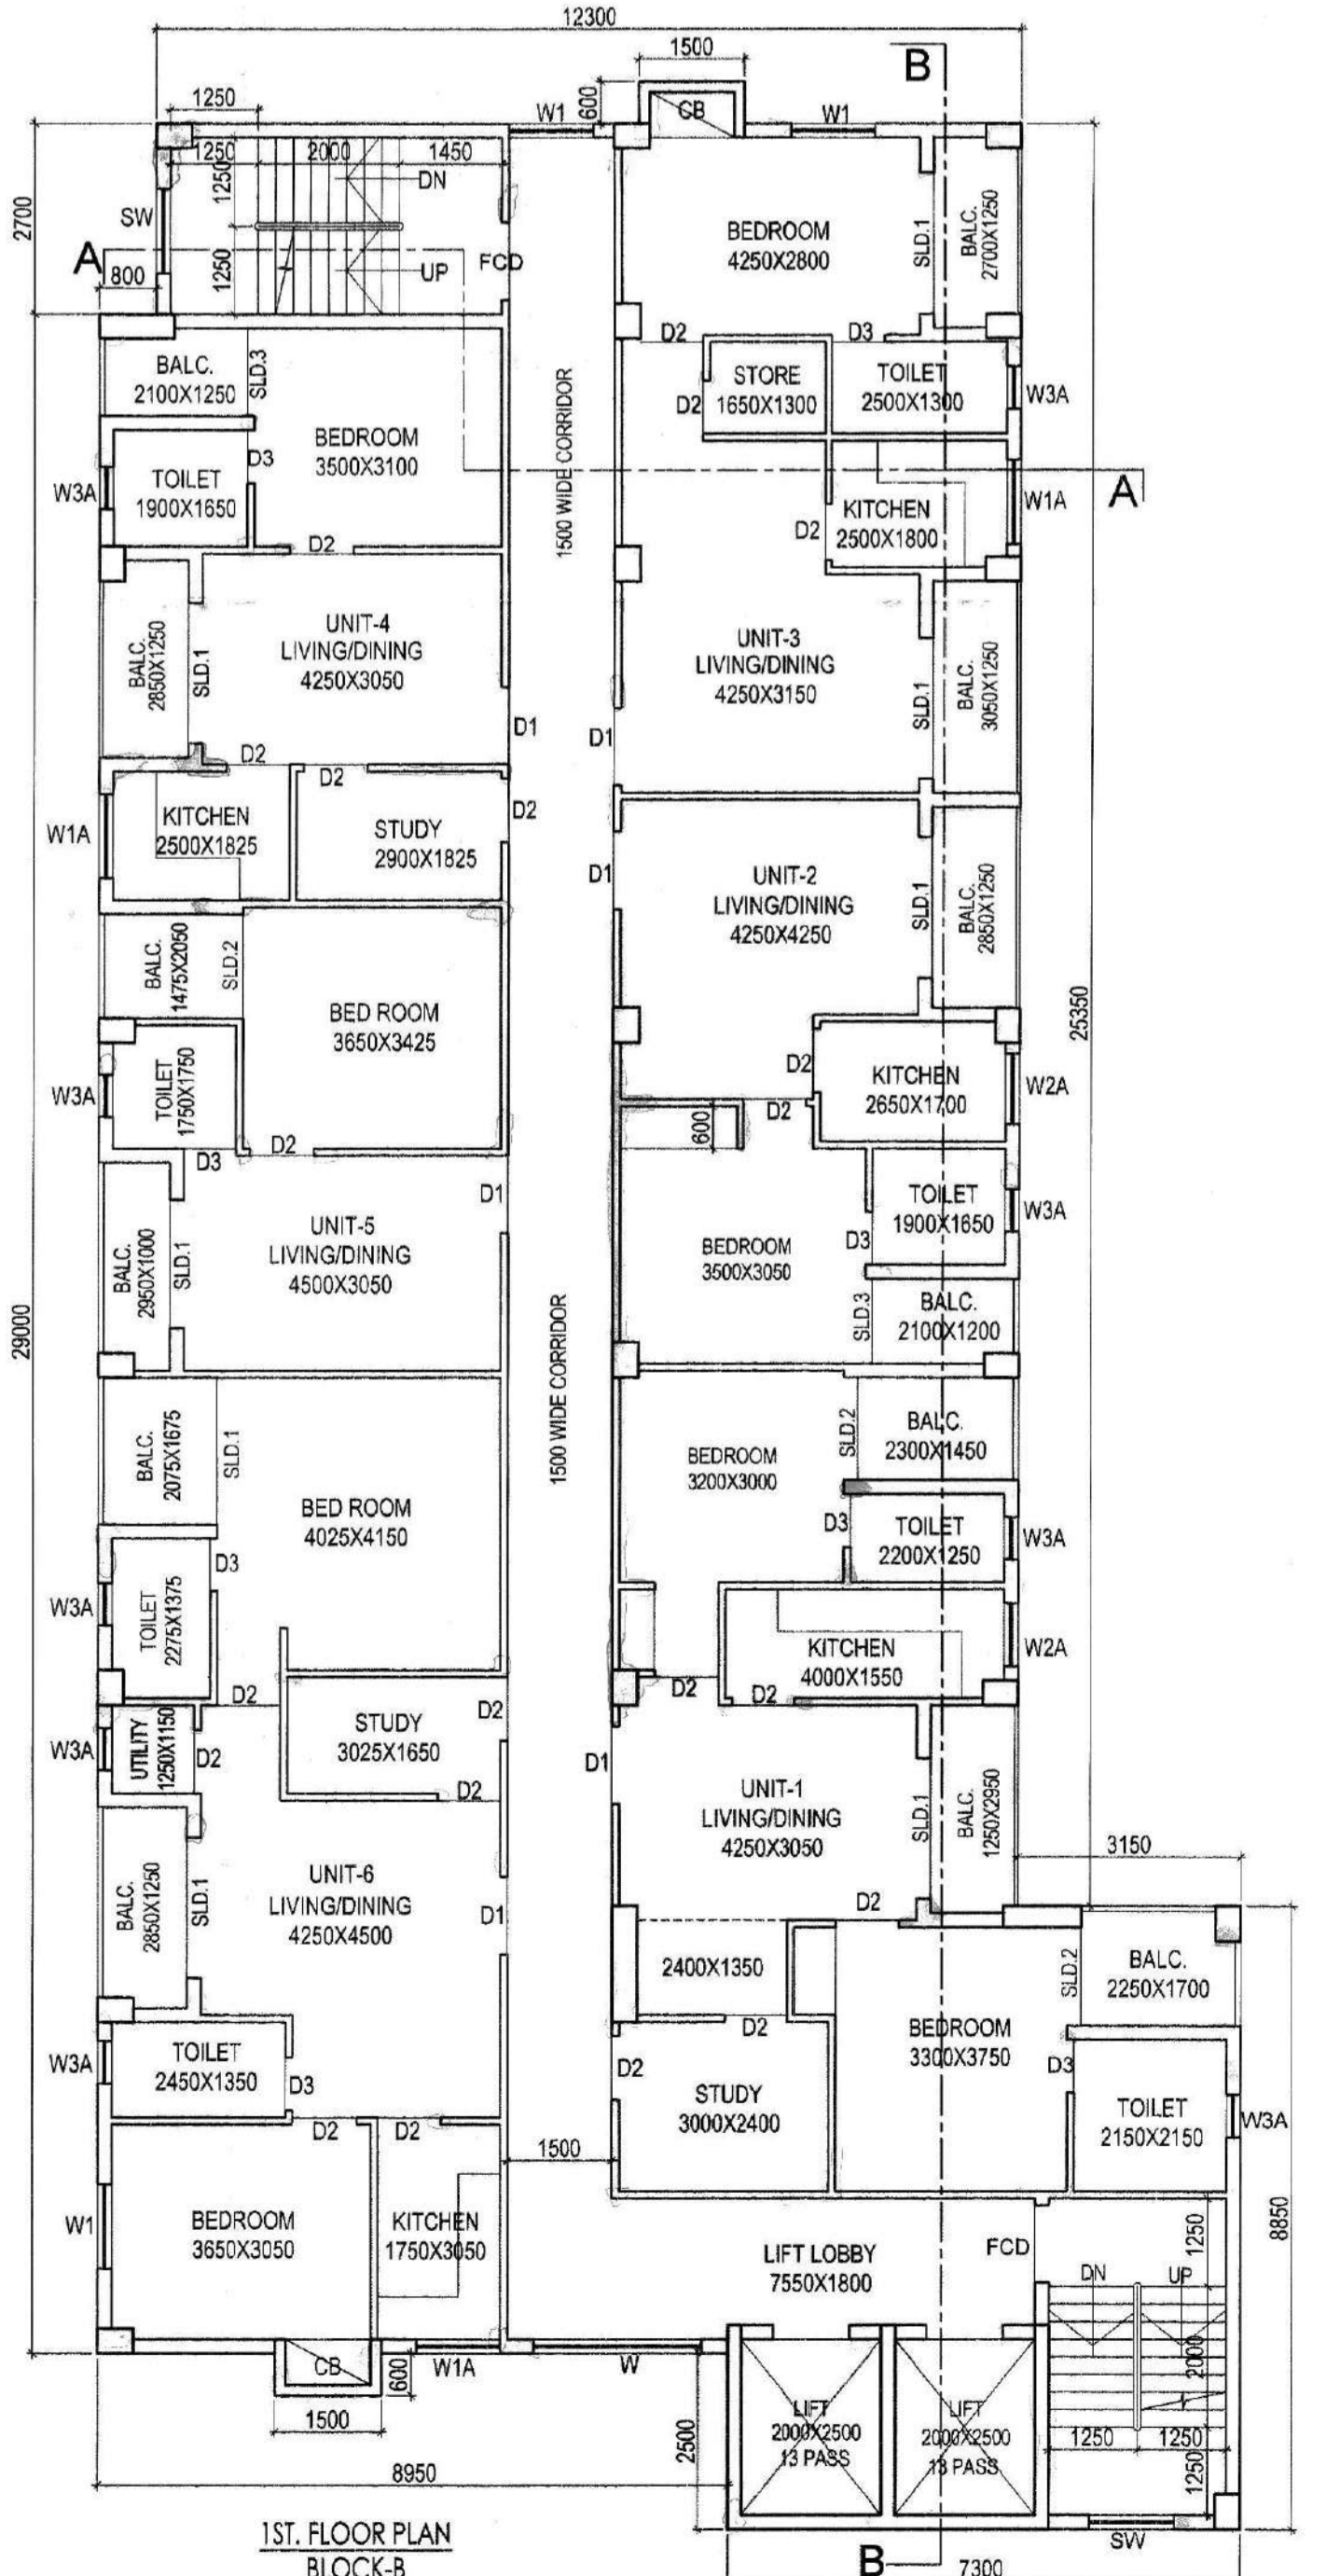 12300
1500
B
1250
W1
600
CB
W1
1250
2000
1450
1250
DN
2700
SW
BEDROOM
4250X2800
SLD.1
BALC.
2700X1250
A
800
1250
UP
FCD
D2
D3
BALC.
2100X1250
SLD.3
STORE
1650X1300
TOILET
2500X1300
W3A
D2
1500 WIDE CORRIDOR
BEDROOM
3500X3100
D3
TOILET
1900X1650
W3A
A
KITCHEN
2500X1800
W1A
D2
D2
UNIT-4
LIVING/DINING
4250X3050
BALC.
2850X1250
SLD.1
UNIT-3
LIVING/DINING
4250X3150
SLD.1
BALC.
3050X1250
D1
D1
D2
D2
KITCHEN
2500X1825
W1A
STUDY
2900X1825
D2
D1
UNIT-2
LIVING/DINING
4250X4250
SLD.1
BALC.
2850X1250
BALC.
1475X2050
SLD.2
BED ROOM
3650X3425
25350
TOILET
1750X1750
W3A
D2
KITCHEN
2650X1700
W2A
D2
600
D2
D3
TOILET
1900X1650
W3A
D1
UNIT-5
LIVING/DINING
4500X3050
BALC.
2950X1000
SLD.1
BEDROOM
3500X3050
D3
SLD.3
BALC.
2100X1200
29000
1500 WIDE CORRIDOR
BALC.
2075X1675
SLD.1
BEDROOM
3200X3000
SLD.2
BALC.
2300X1450
BED ROOM
4025X4150
D3
TOILET
2200X1250
W3A
D3
TOILET
2275X1375
W3A
KITCHEN
4000X1550
W2A
D2
D2
D2
UTILITY
1250X1150
W3A
D2
STUDY
3025X1650
D2
D2
D1
UNIT-1
LIVING/DINING
4250X3050
SLD.1
BALC.
1250X2950
3150
UNIT-6
LIVING/DINING
4250X4500
BALC.
2850X1250
SLD.1
D1
D2
2400X1350
SLD.2
BALC.
2250X1700
D2
BEDROOM
3300X3750
TOILET
2450X1350
W3A
D3
D2
STUDY
3000X2400
D3
TOILET
2150X2150
W3A
D2
D2
1500
BEDROOM
3650X3050
W1
KITCHEN
1750X3050
LIFT LOBBY
7550X1800
FCD
1250
8850
DN
UP
CB
600
W1A
W
2000
1500
LIFT
2000X2500
13 PASS
LIFT
2000X2500
13 PASS
1250
1250
2500
1250
8950
1ST. FLOOR PLAN
BLOCK-B
SW
B
7300